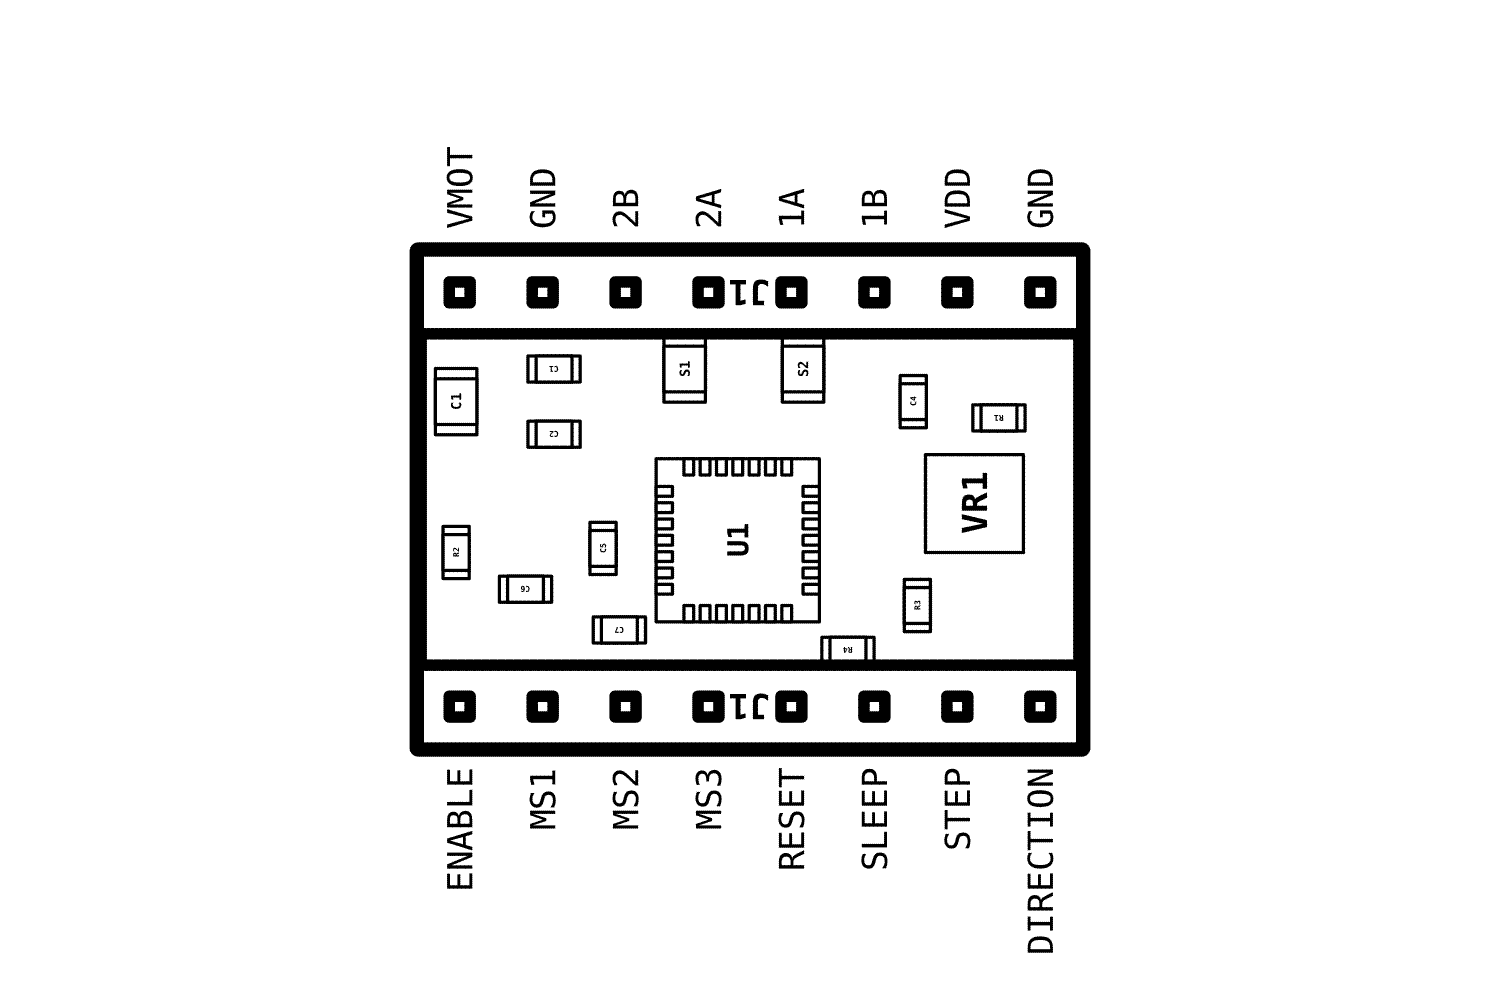 VMOT
GND
2B
2A
1A
1B
VDD
GND
J1
C1
C1
C2
S1
S2
C4
R1
VR1
U1
R2
C5
C6
C7
R3
R4
J1
ENABLE
MS1
MS2
MS3
RESET
SLEEP
STEP
DIRECTION